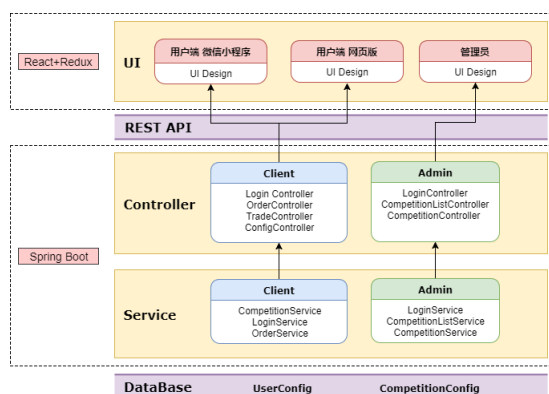 React+Redux
UI
用户端 微信小程序
UI Design
用户端 网页版
UI Design
管理员
UI Design
REST API
Spring Boot
Controller
Client
Login Controller
OrderController
TradeController
ConfigController
Admin
LoginController
CompetitionListController
CompetitionController
Service
Client
CompetitionService
LoginService
OrderService
Admin
LoginService
CompetitionListService
CompetitionService
DataBase
UserConfig
CompetitionConfig